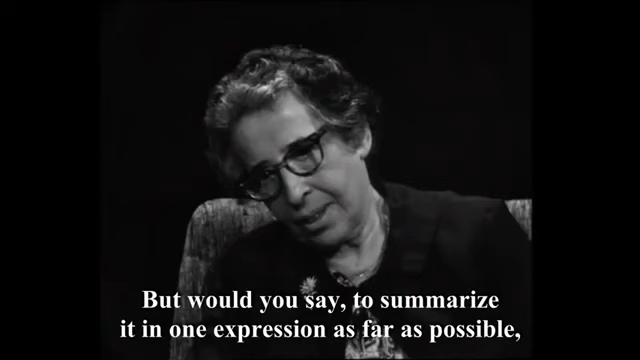 But would you say, to summarize
it in one expression as far as possible,